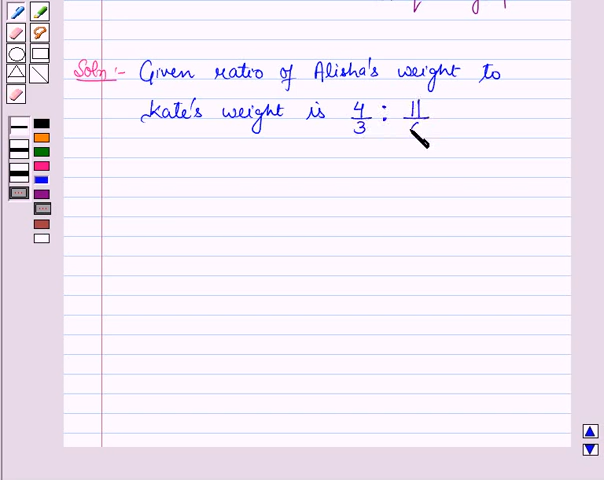 Soln:- Given ratio of Alisha's weight to
Kate's weight is 4/3 : 11/